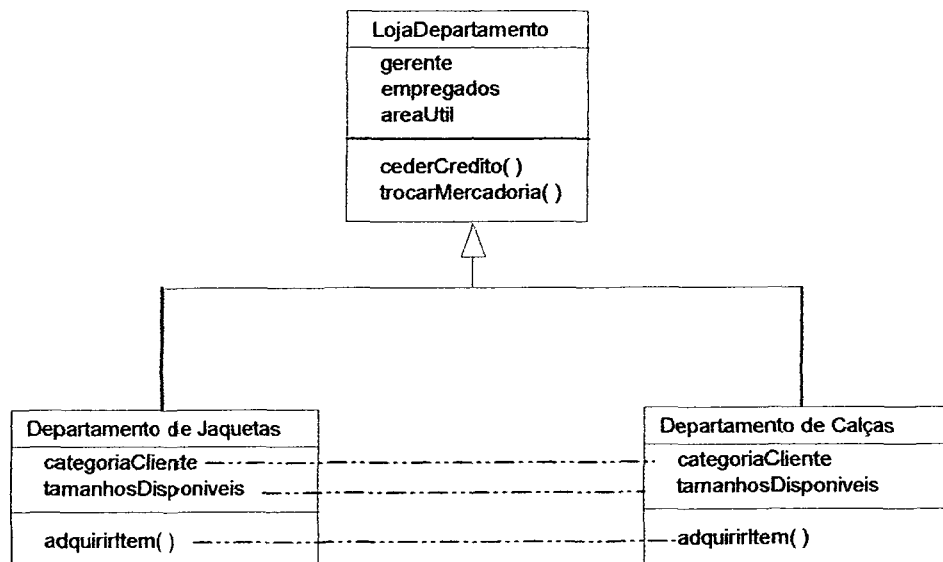 LojaDepartamento
gerente
empregados
areaUtil
cederCredito( )
trocarMercadoria( )
Departamento de Jaquetas
categoriaCliente
tamanhosDisponiveis
adquirirItem( )
Departamento de Calças
categoriaCliente
tamanhosDisponiveis
adquirirItem( )